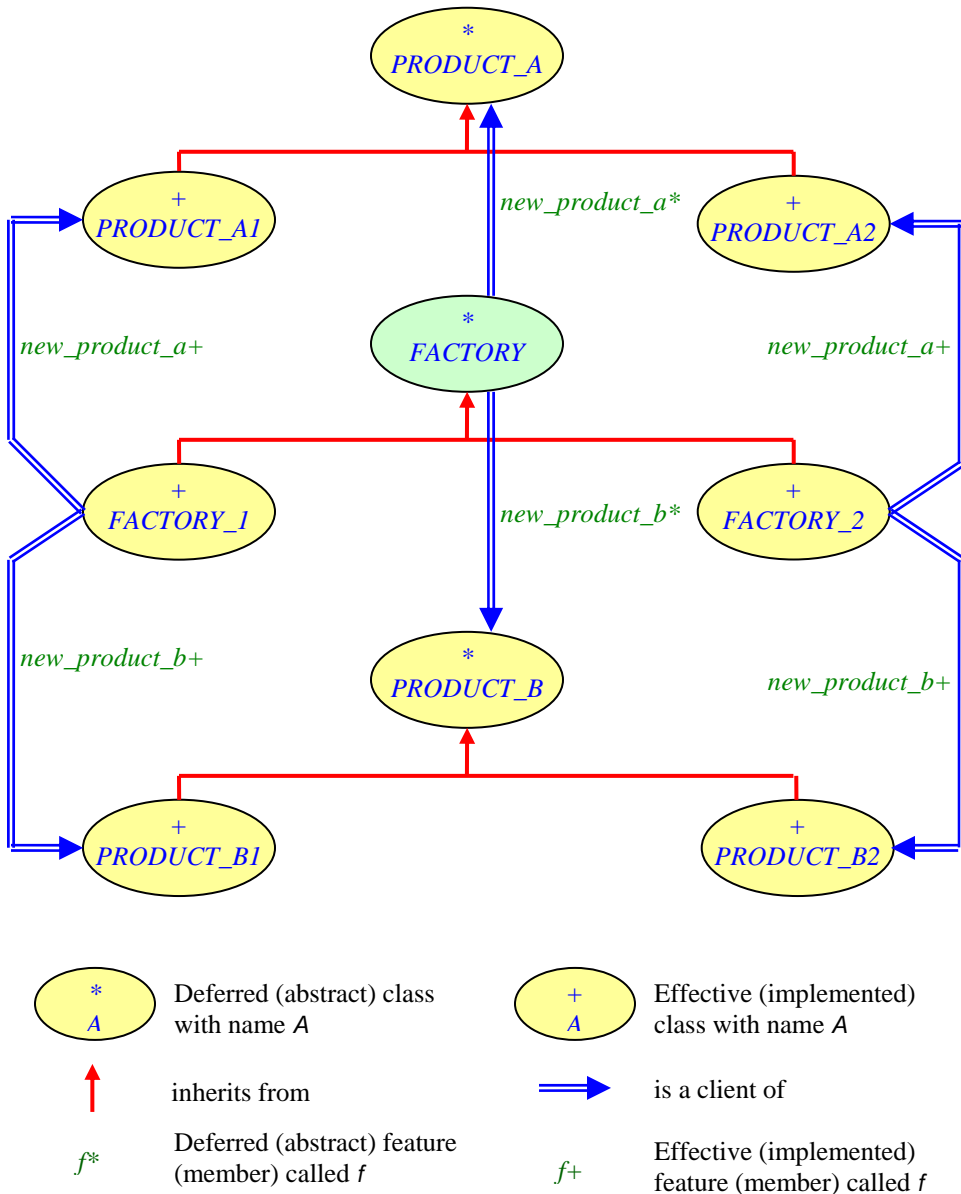 *
PRODUCT_A
+
PRODUCT_A1
new_product_a*
+
PRODUCT_A2
new_product_a+
*
FACTORY
new_product_a+
+
FACTORY_1
new_product_b*
+
FACTORY_2
new_product_b+
*
PRODUCT_B
new_product_b+
+
PRODUCT_B1
+
PRODUCT_B2
*
A
Deferred (abstract) class
with name A
+
A
Effective (implemented)
class with name A
inherits from
is a client of
f*
Deferred (abstract) feature
(member) called f
f+
Effective (implemented)
feature (member) called f